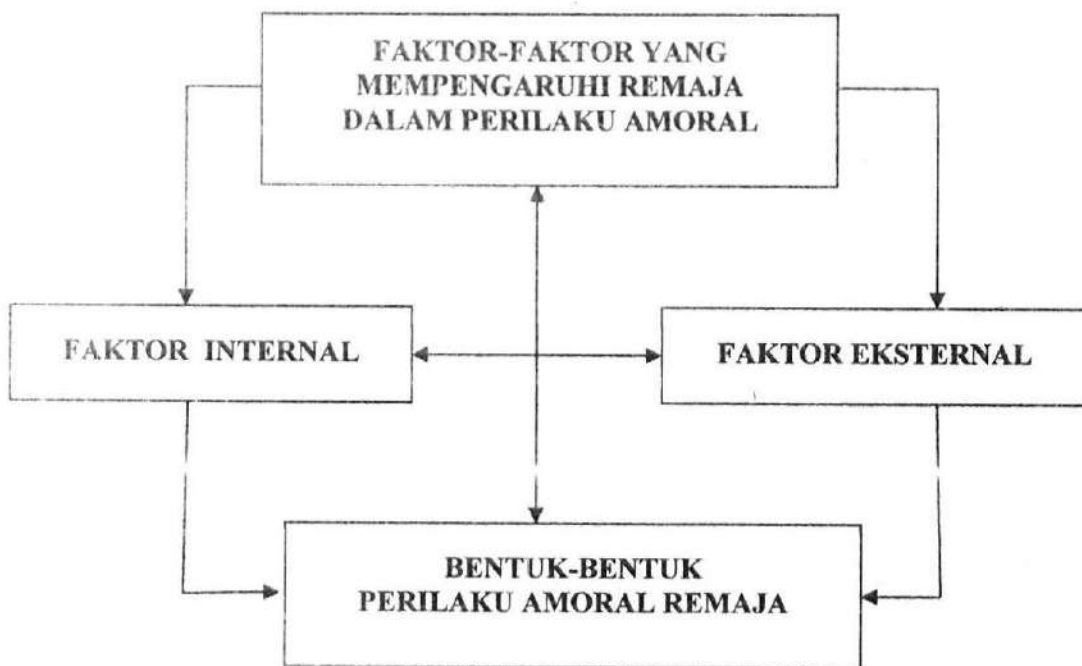 FAKTOR-FAKTOR YANG
MEMPENGARUHI REMAJA
DALAM PERILAKU AMORAL
FAKTOR INTERNAL
FAKTOR EKSTERNAL
BENTUK-BENTUK
PERILAKU AMORAL REMAJA